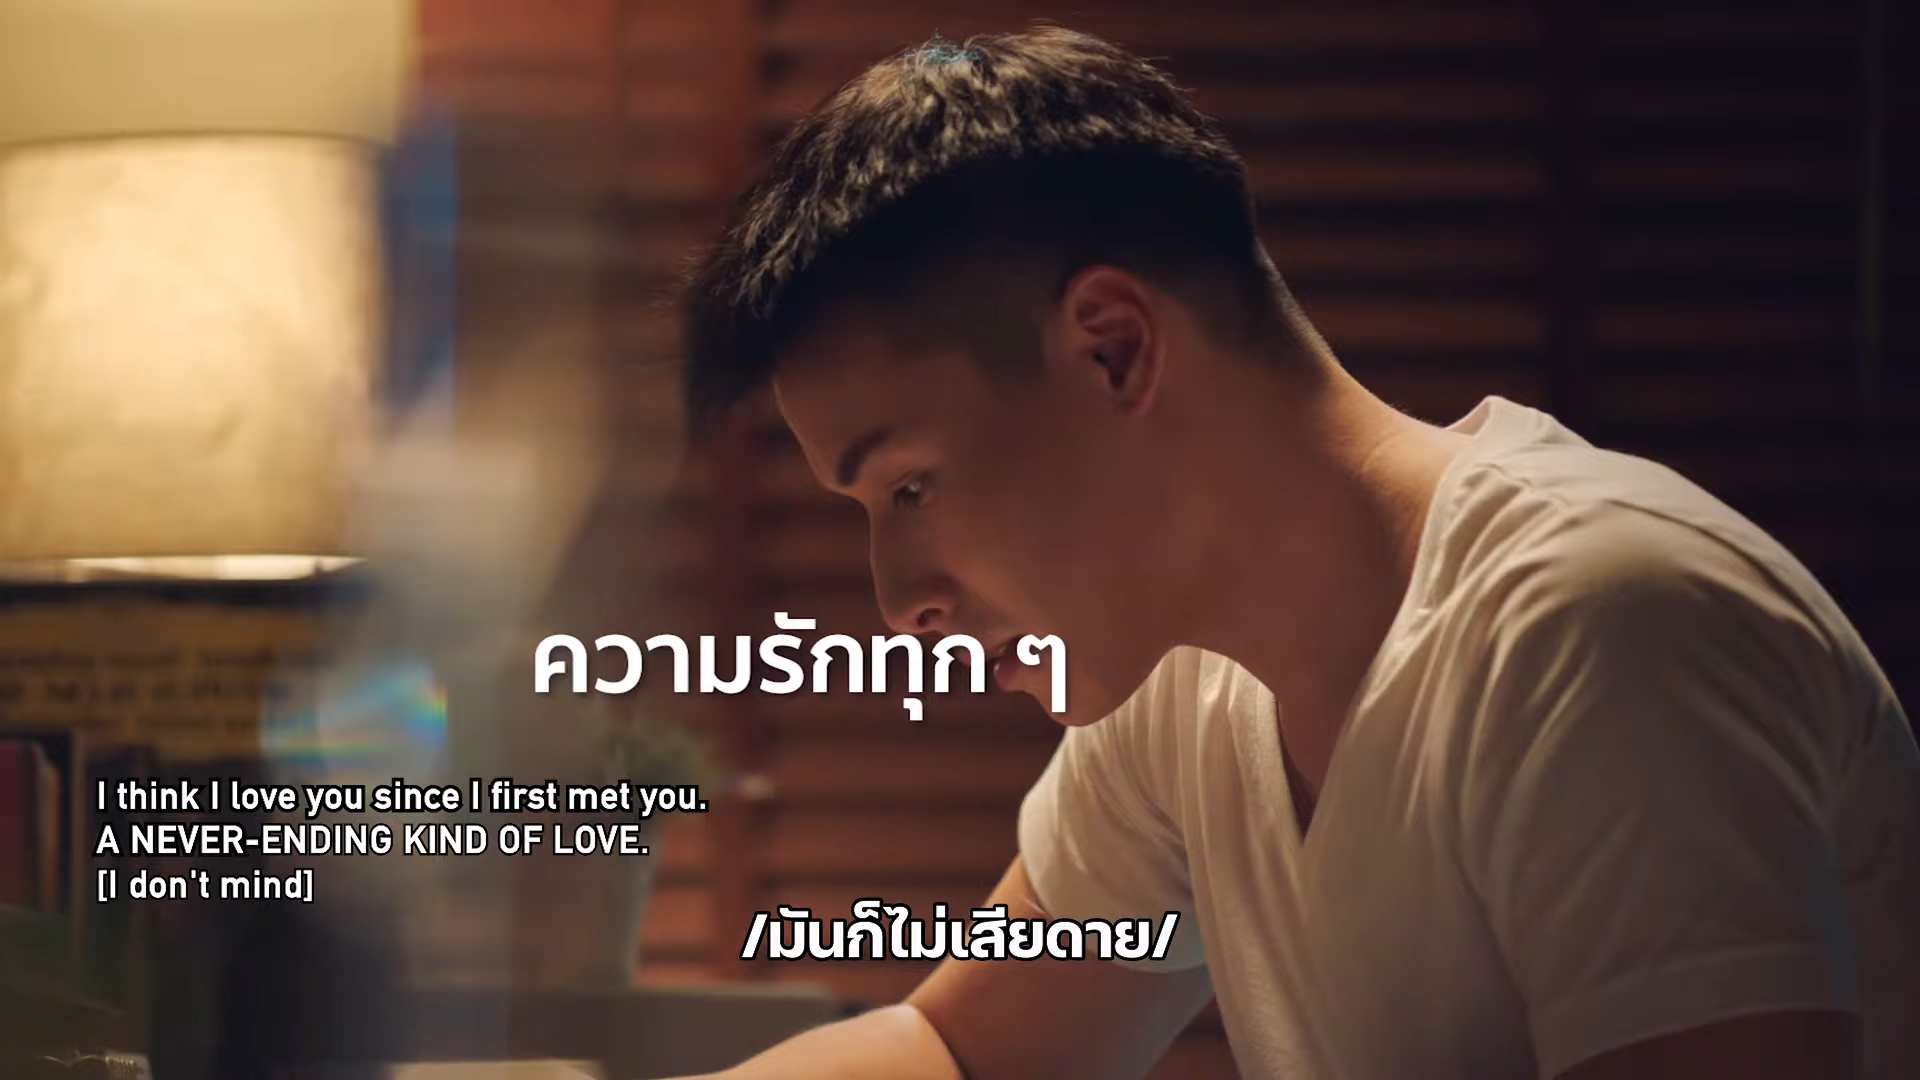 ความรักทุก ๆ
I think I love you since I first met you.
A NEVER-ENDING KIND OF LOVE.
[I don't mind]
/มันก็ไม่เสียดาย/